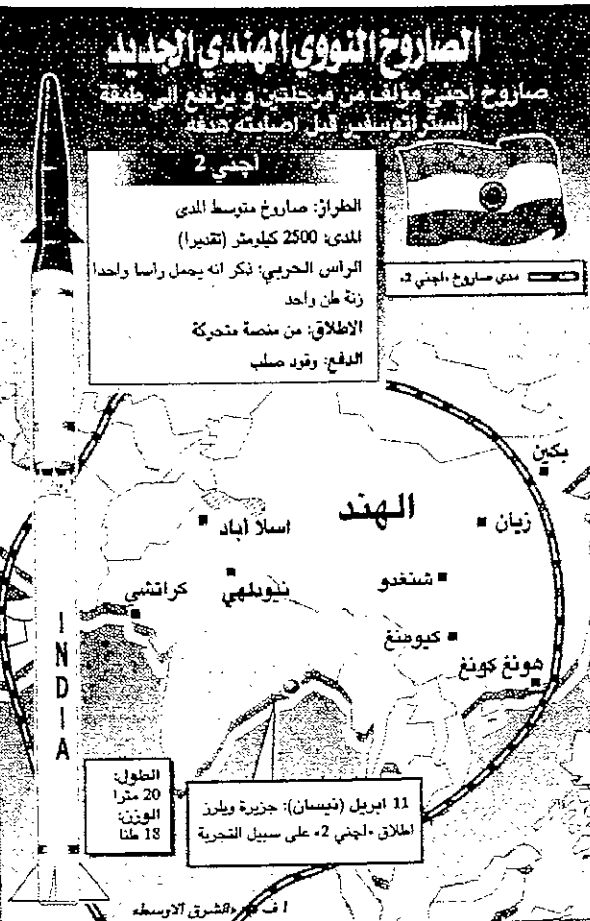 الصاروخ النووي الهندي الجديد
صاروخ اجني مؤلف من مرحلتين و يرتفع الى طبقة
الستراتوسفير قبل اصابته هدفه
اجني 2
الطراز: صاروخ متوسط المدى
المدى: 2500 كيلومتر (تقديرا)
الراس الحربي: ذكر انه يحمل راسا واحدا
زنة طن واحد
الاطلاق: من منصة متحركة
الدفع: وقود صلب
مدى صاروخ «اجني 2»
بكين
الهند
زيان
اسلا أباد
شنغدو
نيودلهي
كراتشي
كيومنغ
هونغ كونغ
INDIA
الطول:
20 مترا
الوزن:
18 طنا
11 ابريل (نيسان): جزيرة ويلرز
اطلاق «اجني 2» على سبيل التجربة
ا ف «الشرق الاوسط»